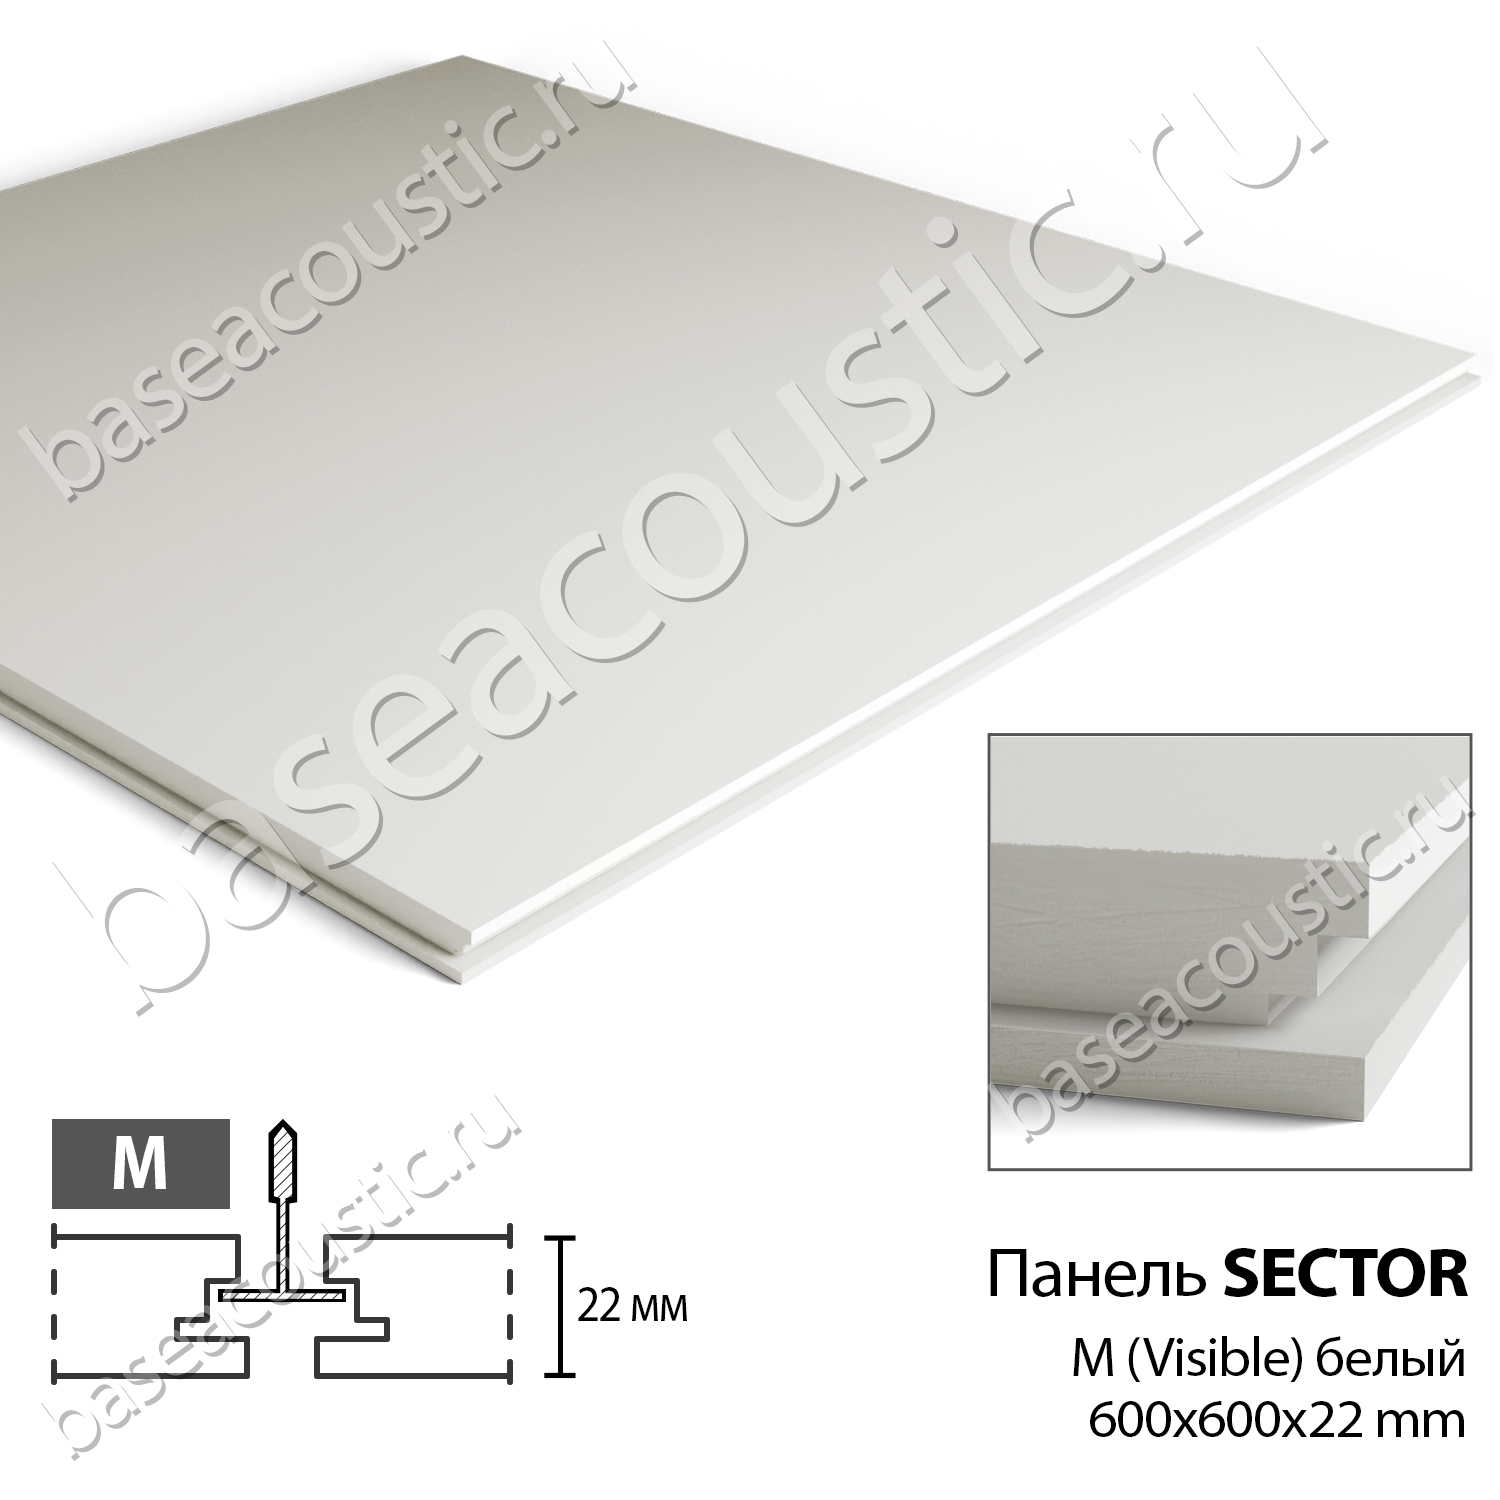 baseacoustic.ru
baseacoustic.ru
baseacoustic.ru
M
baseacoustic.ru
22 мм
Панель SECTOR
M (Visible) белый
600x600x22 mm